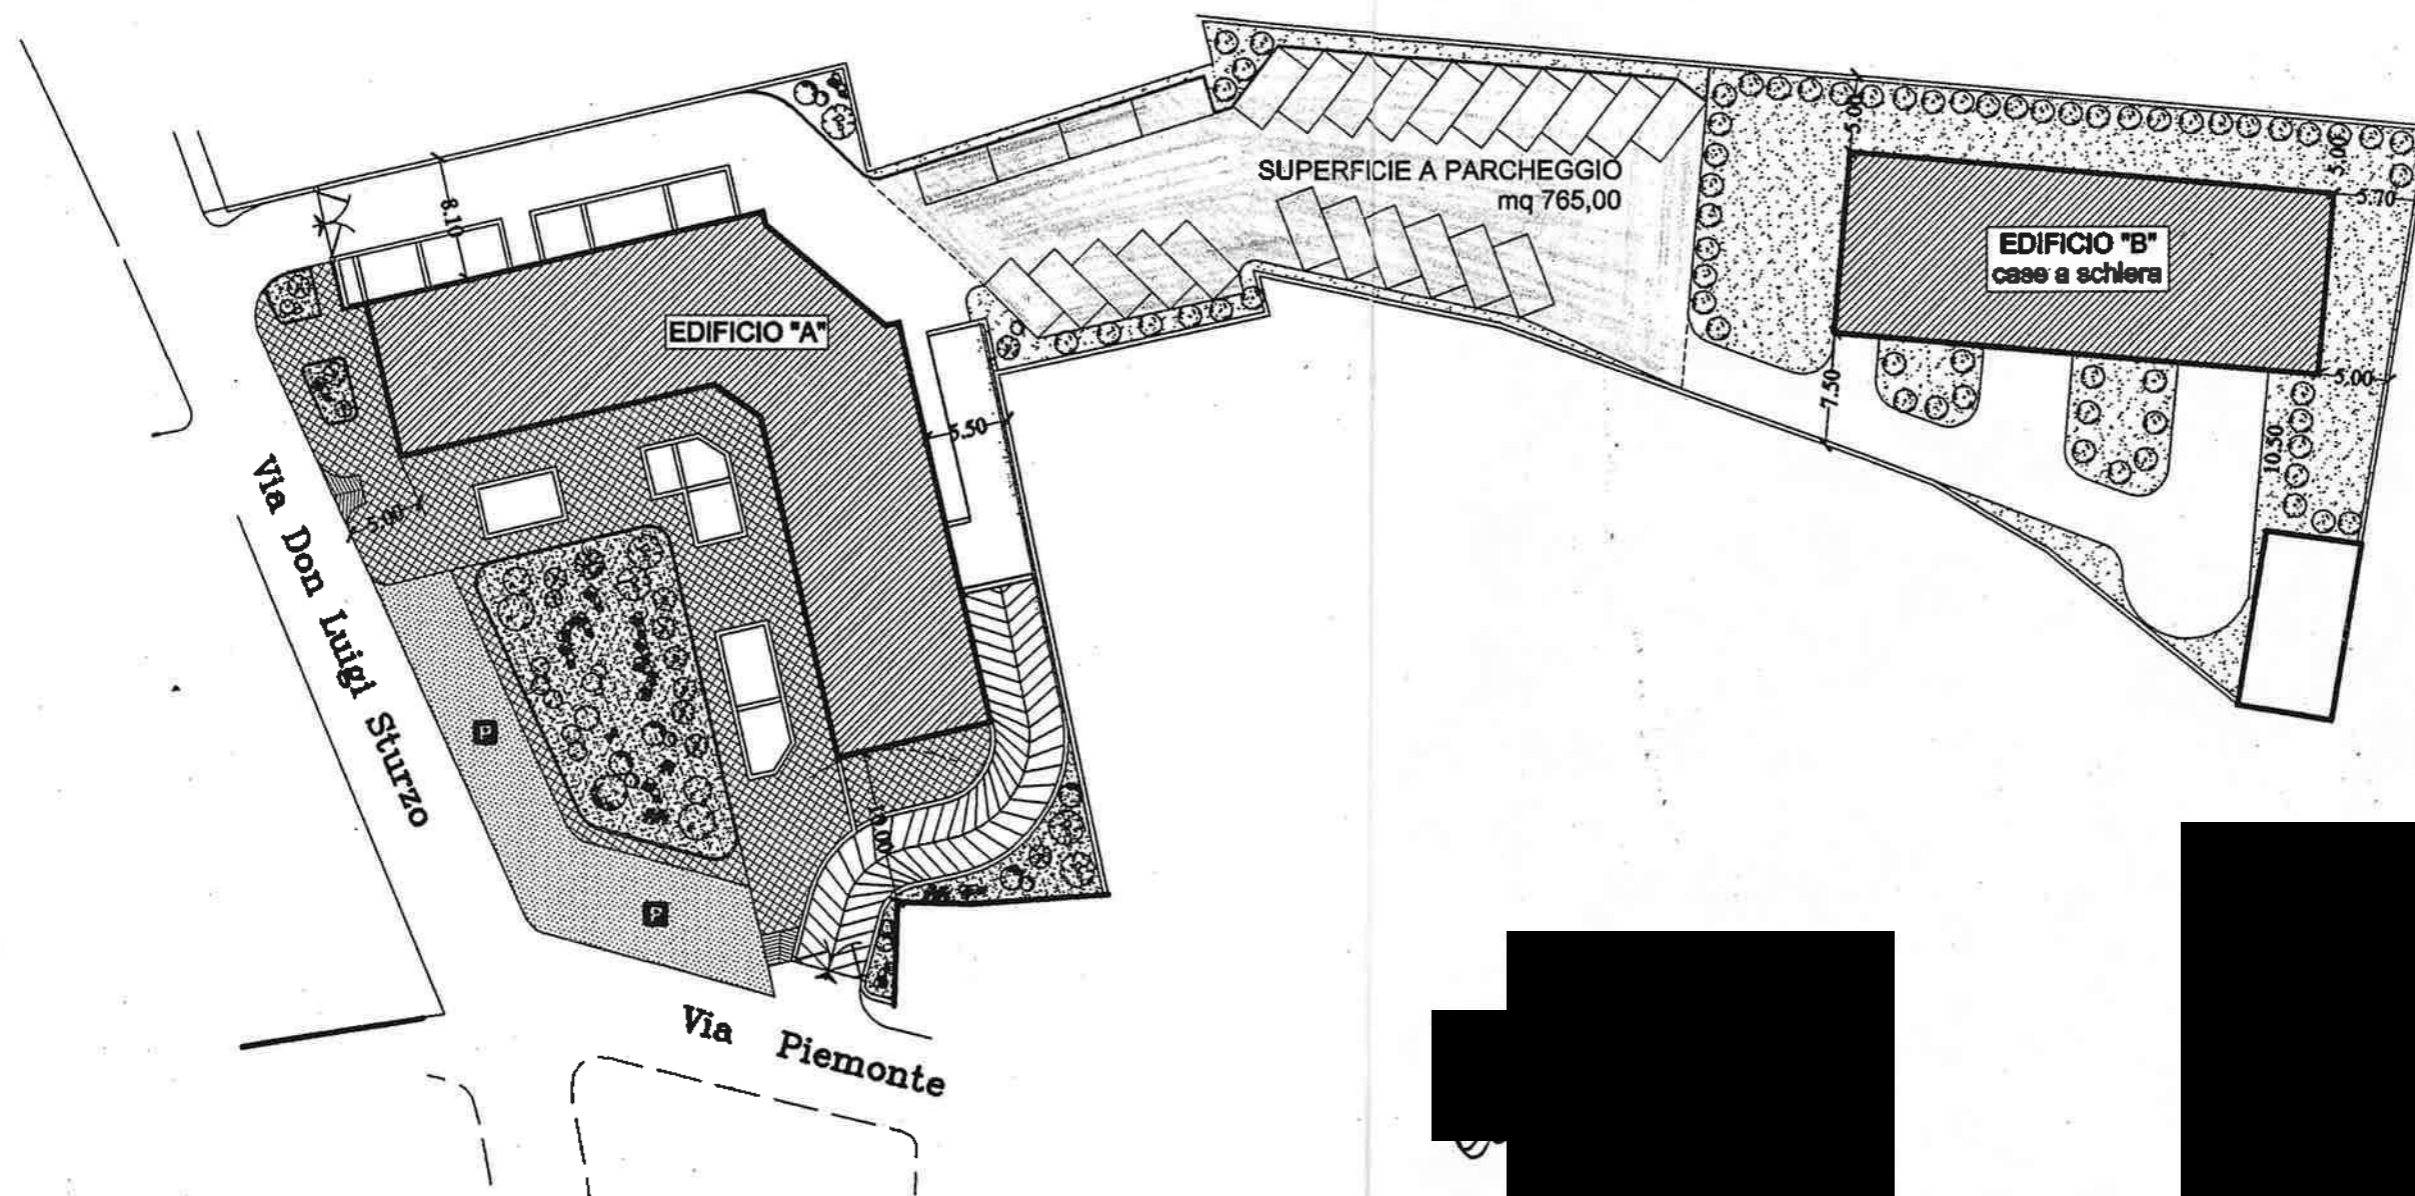 SUPERFICIE A PARCHEGGIO
mq 765,00
EDIFICIO "A"
EDIFICIO "B"
case a schiera
Via Don Luigi Sturzo
Via Piemonte
8.10
5.50
5.00
10.00
5.00
5.00
5.70
5.00
7.50
10.50
P
P